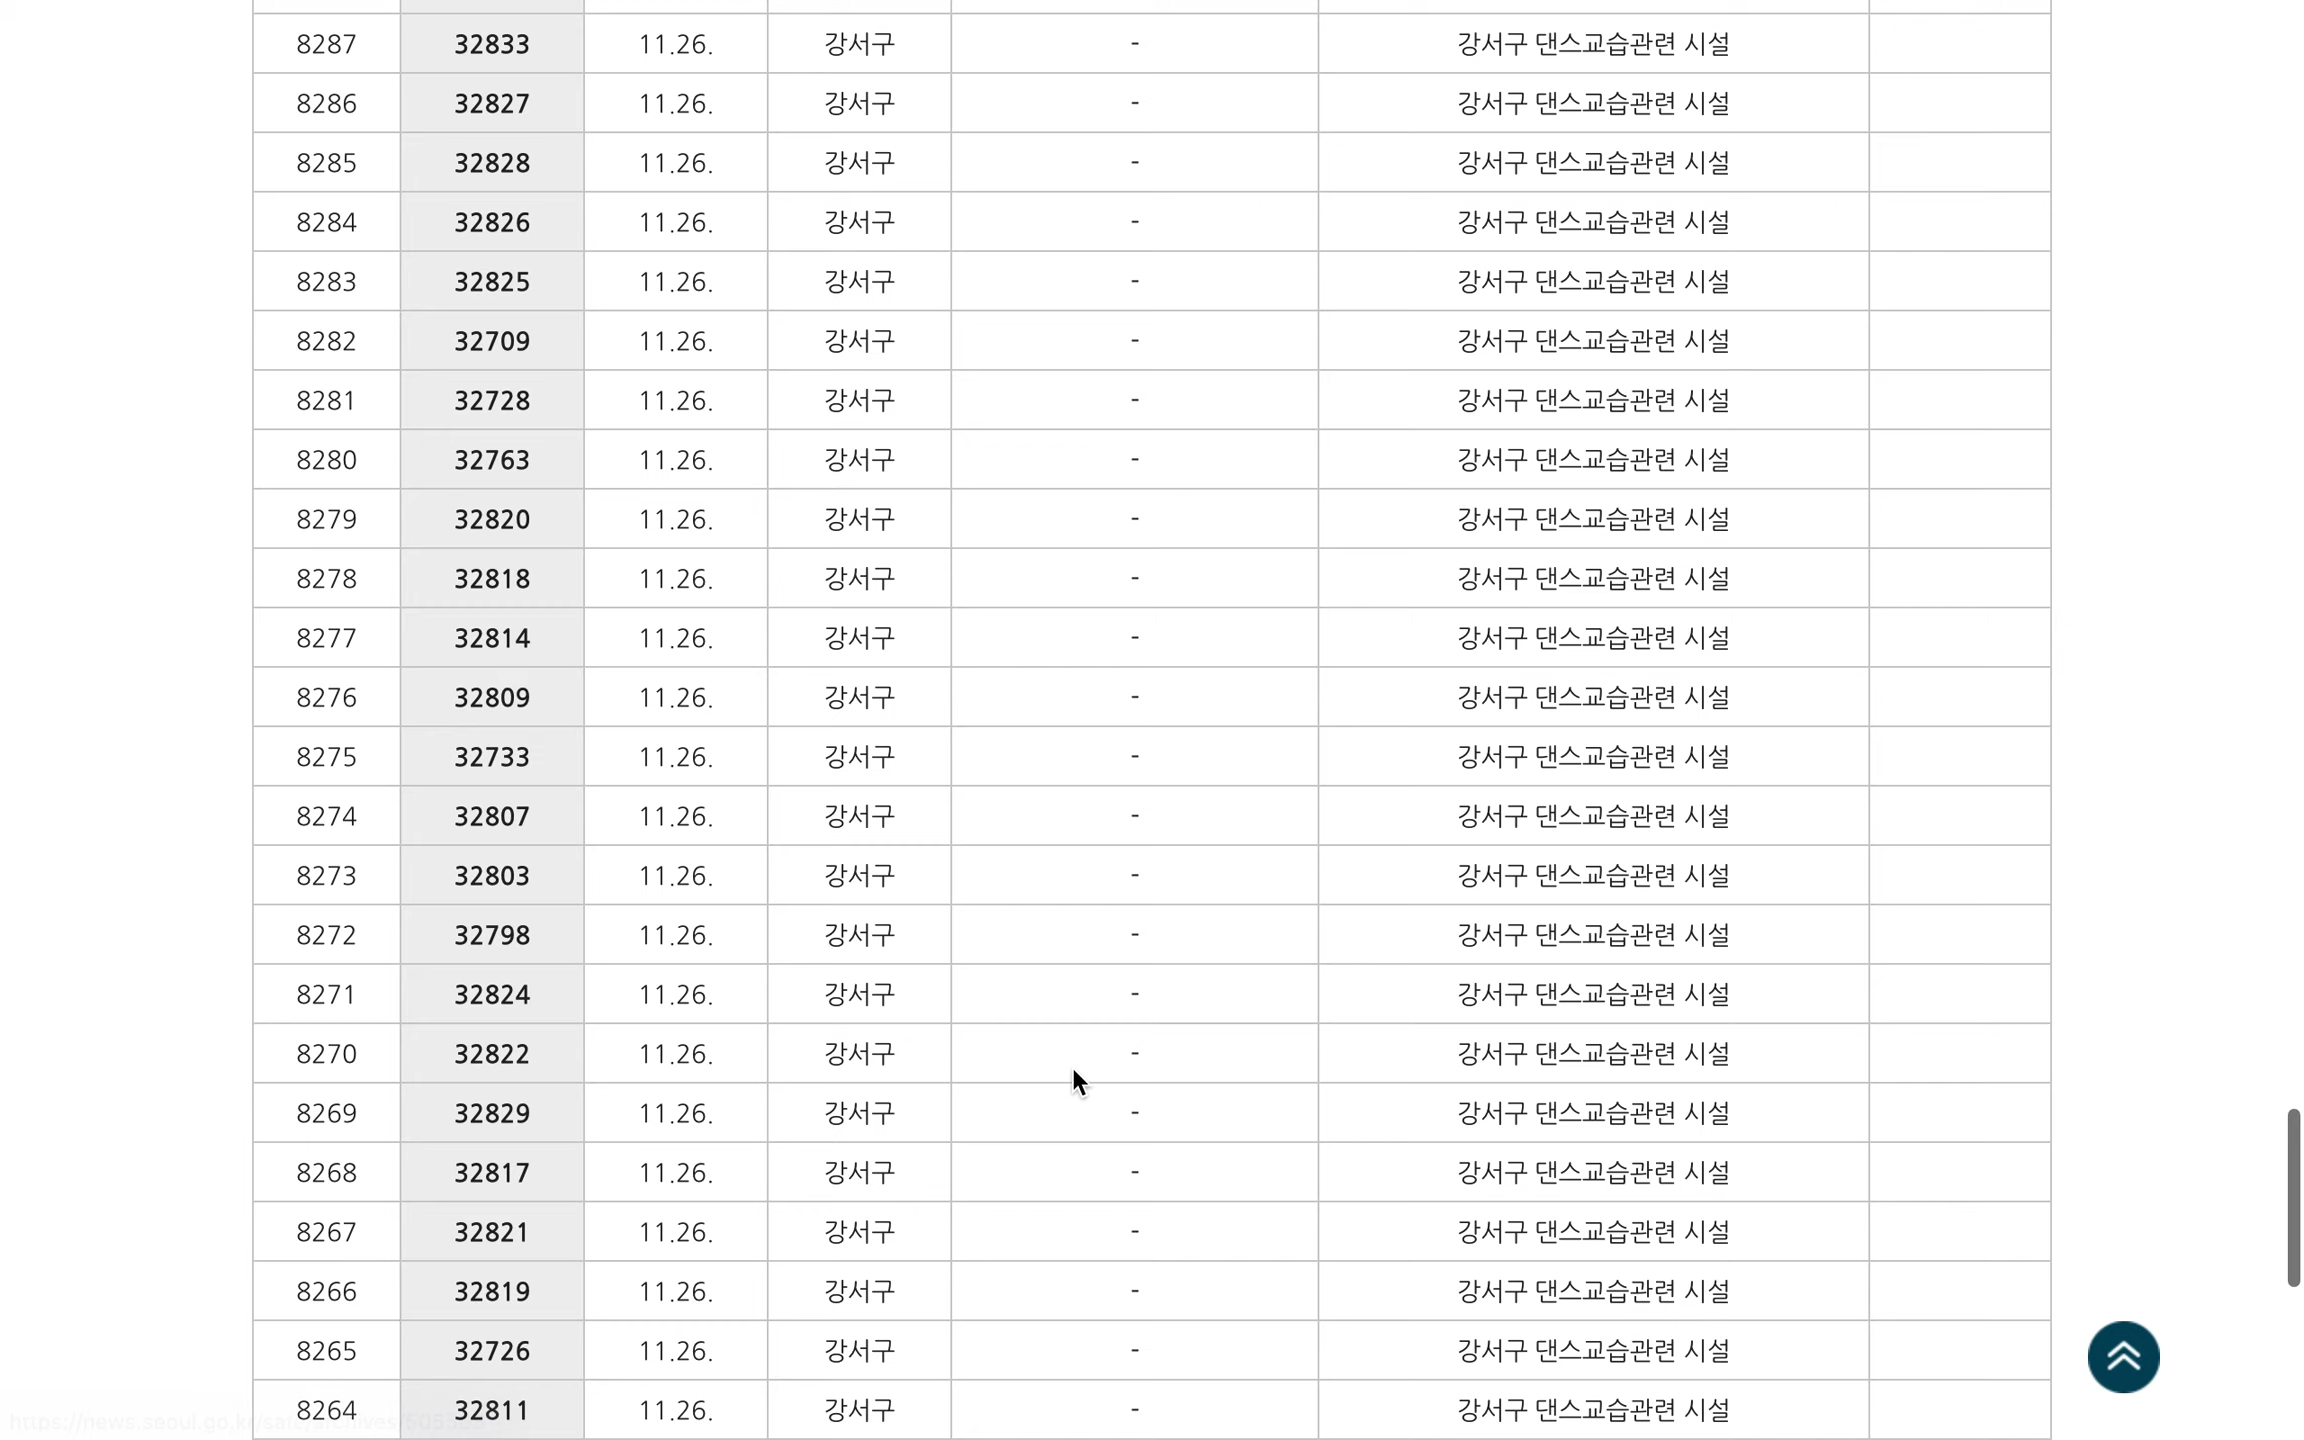 8287 32833 11.26. 강서구 - 강서구 댄스교습관련 시설
8286 32827 11.26. 강서구 - 강서구 댄스교습관련 시설
8285 32828 11.26. 강서구 - 강서구 댄스교습관련 시설
8284 32826 11.26. 강서구 - 강서구 댄스교습관련 시설
8283 32825 11.26. 강서구 - 강서구 댄스교습관련 시설
8282 32709 11.26. 강서구 - 강서구 댄스교습관련 시설
8281 32728 11.26. 강서구 - 강서구 댄스교습관련 시설
8280 32763 11.26. 강서구 - 강서구 댄스교습관련 시설
8279 32820 11.26. 강서구 - 강서구 댄스교습관련 시설
8278 32818 11.26. 강서구 - 강서구 댄스교습관련 시설
8277 32814 11.26. 강서구 - 강서구 댄스교습관련 시설
8276 32809 11.26. 강서구 - 강서구 댄스교습관련 시설
8275 32733 11.26. 강서구 - 강서구 댄스교습관련 시설
8274 32807 11.26. 강서구 - 강서구 댄스교습관련 시설
8273 32803 11.26. 강서구 - 강서구 댄스교습관련 시설
8272 32798 11.26. 강서구 - 강서구 댄스교습관련 시설
8271 32824 11.26. 강서구 - 강서구 댄스교습관련 시설
8270 32822 11.26. 강서구 - 강서구 댄스교습관련 시설
8269 32829 11.26. 강서구 - 강서구 댄스교습관련 시설
8268 32817 11.26. 강서구 - 강서구 댄스교습관련 시설
8267 32821 11.26. 강서구 - 강서구 댄스교습관련 시설
8266 32819 11.26. 강서구 - 강서구 댄스교습관련 시설
8265 32726 11.26. 강서구 - 강서구 댄스교습관련 시설
8264 32811 11.26. 강서구 - 강서구 댄스교습관련 시설